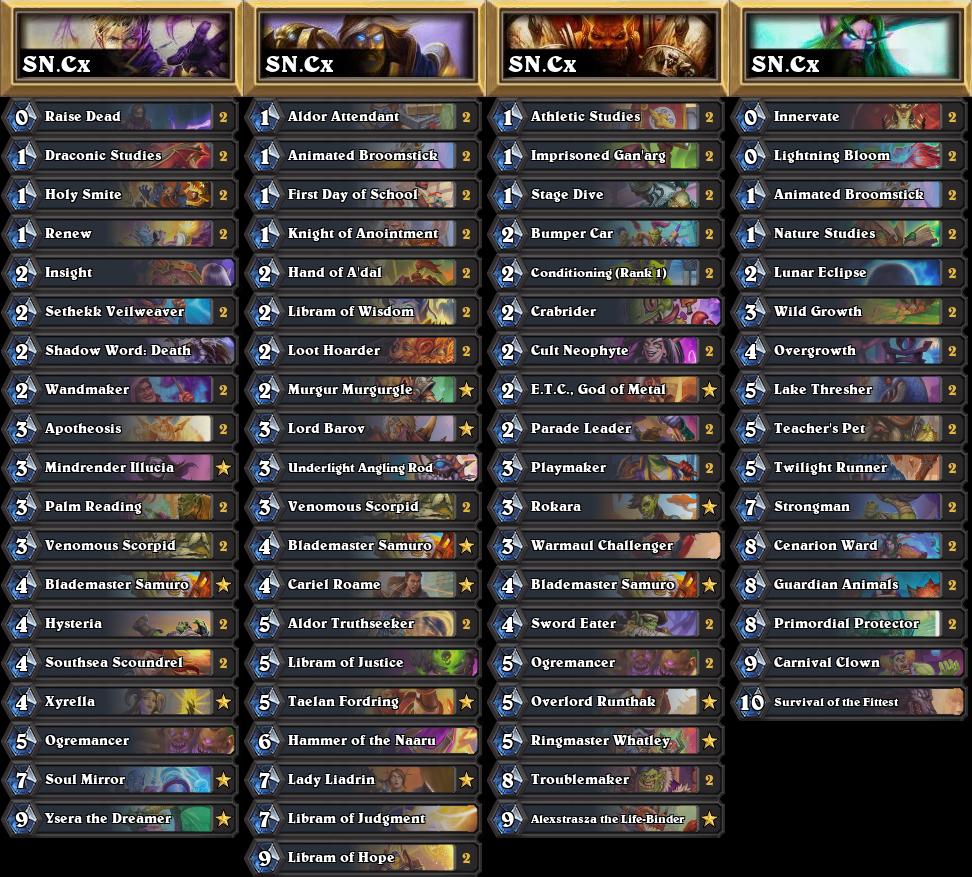 SN.Cx
0 Raise Dead 2
1 Draconic Studies 2
1 Holy Smite 2
1 Renew 2
2 Insight
2 Sethekk Veilweaver 2
2 Shadow Word: Death
2 Wandmaker 2
3 Apotheosis 2
3 Mindrender Illucia
3 Palm Reading 2
3 Venomous Scorpid 2
4 Blademaster Samuro
4 Hysteria 2
4 Southsea Scoundrel 2
4 Xyrella
5 Ogremancer
7 Soul Mirror
9 Ysera the Dreamer
SN.Cx
1 Aldor Attendant 2
1 Animated Broomstick 2
1 First Day of School 2
1 Knight of Anointment 2
2 Hand of A'dal 2
2 Libram of Wisdom 2
2 Loot Hoarder 2
2 Murgur Murgurgle
3 Lord Barov
3 Underlight Angling Rod
3 Venomous Scorpid 2
4 Blademaster Samuro
4 Cariel Roame
5 Aldor Truthseeker 2
5 Libram of Justice
5 Taelan Fordring
6 Hammer of the Naaru
7 Lady Liadrin
7 Libram of Judgment
9 Libram of Hope 2
SN.Cx
1 Athletic Studies 2
1 Imprisoned Gan'arg 2
1 Stage Dive 2
2 Bumper Car 2
2 Conditioning (Rank 1) 2
2 Crabrider
2 Cult Neophyte 2
2 E.T.C., God of Metal
2 Parade Leader 2
3 Playmaker 2
3 Rokara
3 Warmaul Challenger
4 Blademaster Samuro
4 Sword Eater 2
5 Ogremancer 2
5 Overlord Runthak
5 Ringmaster Whatley
8 Troublemaker 2
9 Alexstrasza the Life-Binder
SN.Cx
0 Innervate 2
0 Lightning Bloom 2
1 Animated Broomstick 2
1 Nature Studies 2
2 Lunar Eclipse 2
3 Wild Growth 2
4 Overgrowth 2
5 Lake Thresher 2
5 Teacher's Pet 2
5 Twilight Runner 2
7 Strongman 2
8 Cenarion Ward 2
8 Guardian Animals 2
8 Primordial Protector 2
9 Carnival Clown
10 Survival of the Fittest